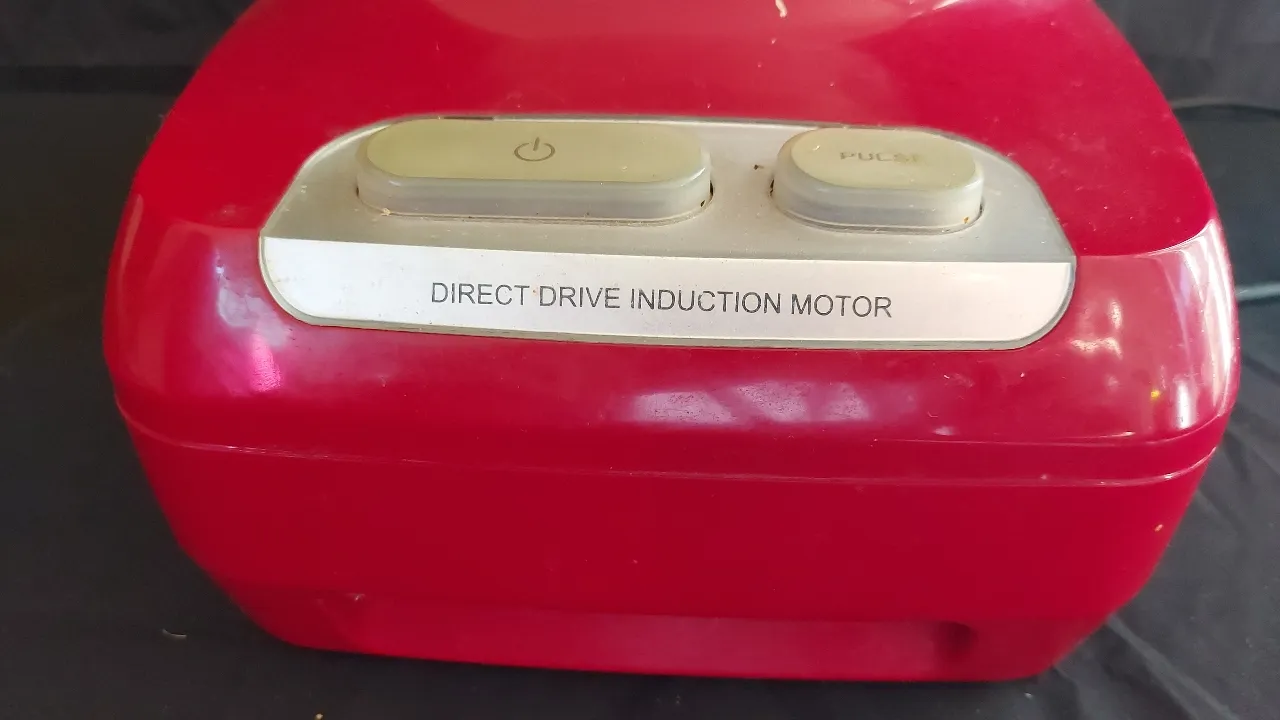 PULSE
DIRECT DRIVE INDUCTION MOTOR